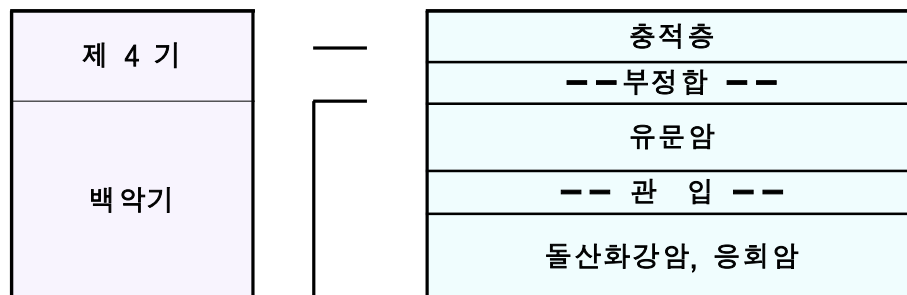 제 4 기
백악기
충적층
━━부정합 ━━
유문암
━━ 관 입 ━━
돌산화강암, 응회암